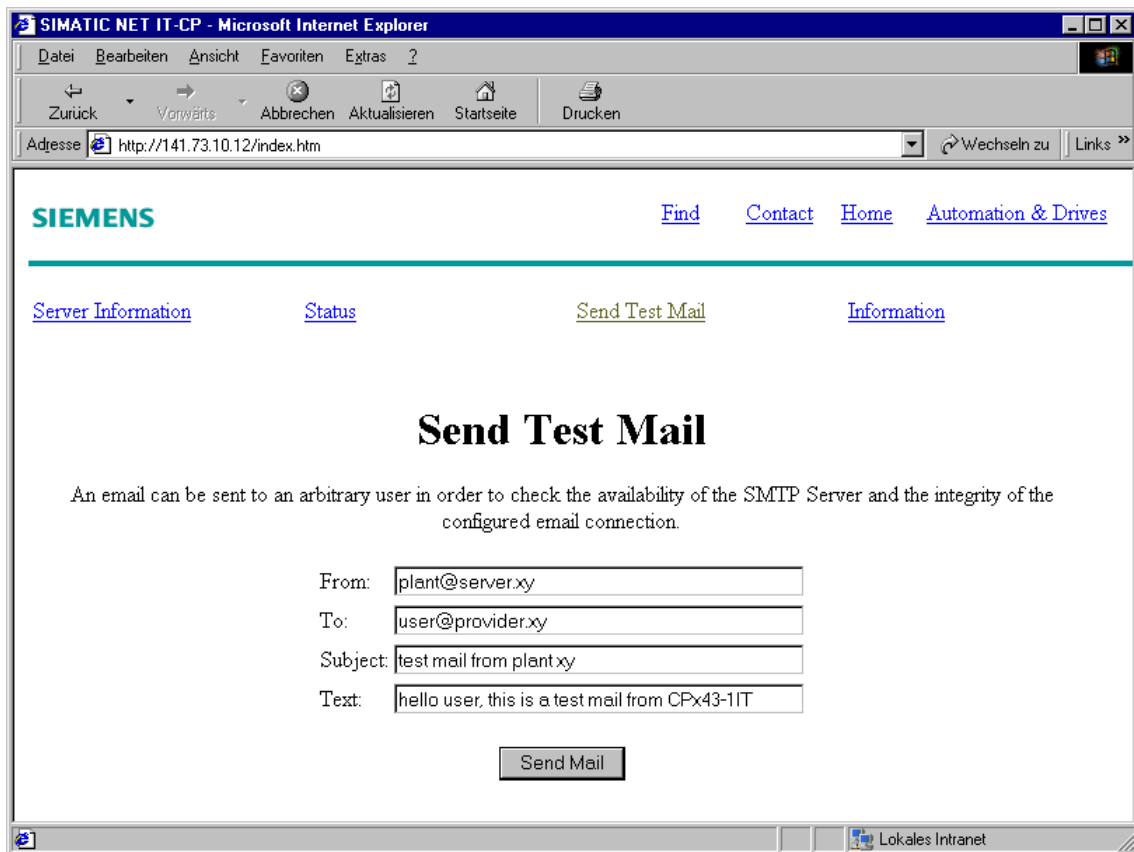 SIMATIC NET IT-CP - Microsoft Internet Explorer
Datei Bearbeiten Ansicht Favoriten Extras ?
Zurück Vorwärts Abbrechen Aktualisieren Startseite Drucken
Adresse http://141.73.10.12/index.htm Wechseln zu Links »
SIEMENS Find Contact Home Automation & Drives
Server Information Status Send Test Mail Information
Send Test Mail
An email can be sent to an arbitrary user in order to check the availability of the SMTP Server and the integrity of the
configured email connection.
From: plant@server.xy
To: user@provider.xy
Subject: test mail from plant xy
Text: hello user, this is a test mail from CPx43-1IT
Send Mail
Lokales Intranet